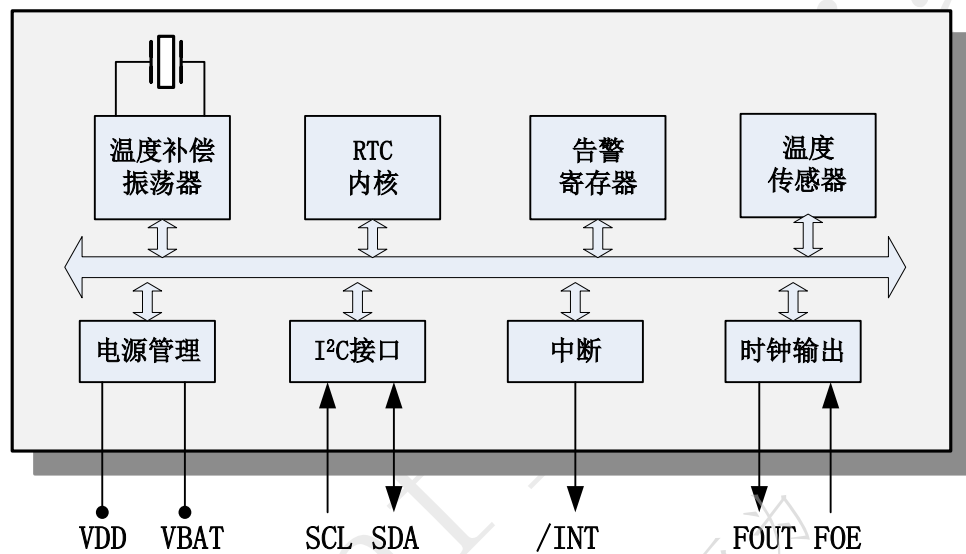 温度补偿
振荡器
RTC
内核
告警
寄存器
温度
传感器
电源管理
I²C接口
中断
时钟输出
VDD VBAT SCL SDA /INT FOUT FOE